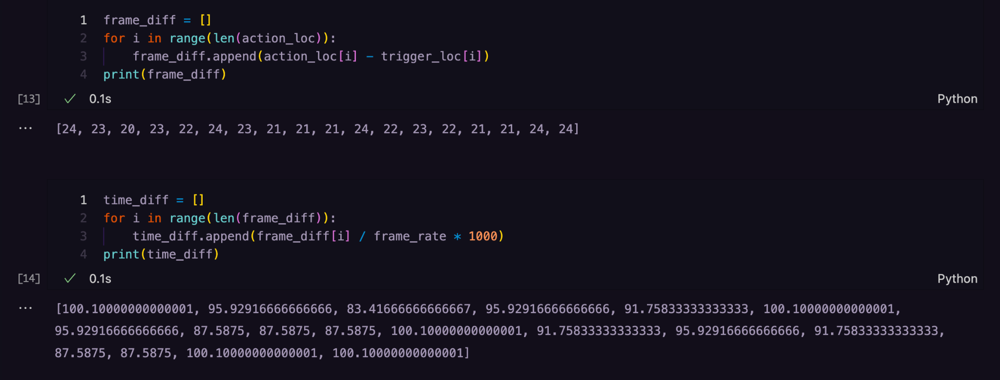 1 frame_diff = []
2 for i in range(len(action_loc)):
3 frame_diff.append(action_loc[i] - trigger_loc[i])
4 print(frame_diff)
[13] ✓ 0.1s Python
... [24, 23, 20, 23, 22, 24, 23, 21, 21, 21, 24, 22, 23, 22, 21, 21, 24, 24]
1 time_diff = []
2 for i in range(len(frame_diff)):
3 time_diff.append(frame_diff[i] / frame_rate * 1000)
4 print(time_diff)
[14] ✓ 0.1s Python
... [100.10000000000001, 95.92916666666666, 83.41666666666667, 95.92916666666666, 91.75833333333333, 100.10000000000001,
95.92916666666666, 87.5875, 87.5875, 87.5875, 100.10000000000001, 91.75833333333333, 95.92916666666666, 91.75833333333333,
87.5875, 87.5875, 100.10000000000001, 100.10000000000001]